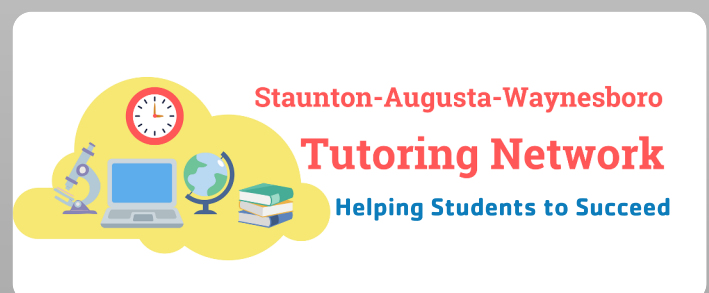 Staunton-Augusta-Waynesboro
Tutoring Network
Helping Students to Succeed